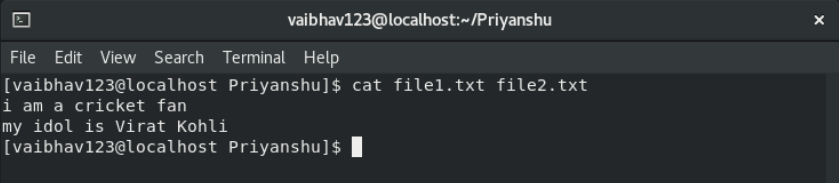 vaibhav123@localhost:~/Priyanshu
File Edit View Search Terminal Help
[vaibhav123@localhost Priyanshu]$ cat file1.txt file2.txt
i am a cricket fan
my idol is Virat Kohli
[vaibhav123@localhost Priyanshu]$